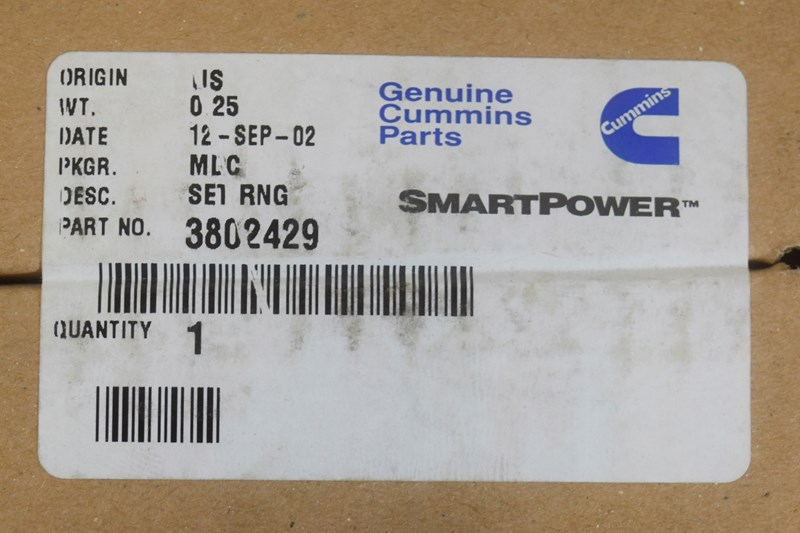 ORIGIN US
WT. 0.25
DATE 12-SEP-02
PKGR. MLC
DESC. SET RNG
PART NO. 3802429
QUANTITY 1
Genuine
Cummins
Parts
Cummins
SMARTPOWER™